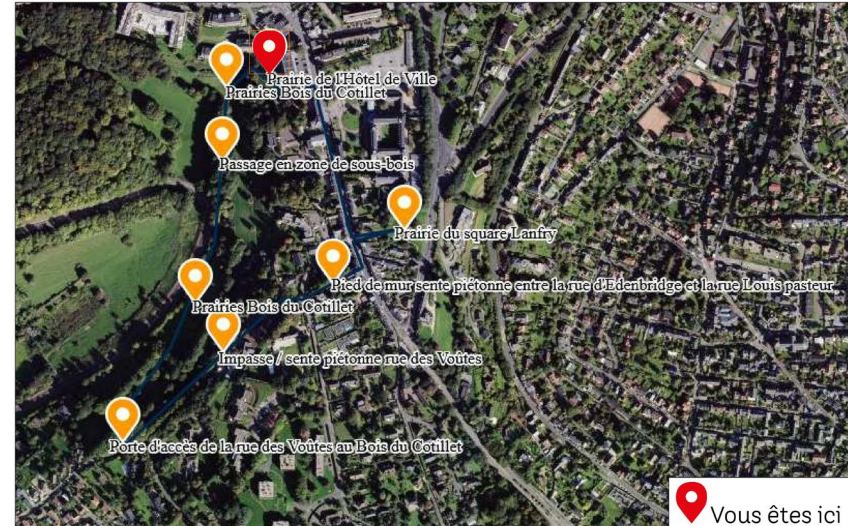 Prairie de l'Hôtel de Ville
Prairies Bois du Cotillet
Passage en zone de sous-bois
Prairie du square Lanfry
Pied de mur sente piétonne entre la rue d'Edenbridge et la rue Louis pasteur
Prairies Bois du Cotillet
Impasse / sente piétonne rue des Voûtes
Porte d'accès de la rue des Voûtes au Bois du Cotillet
Vous êtes ici